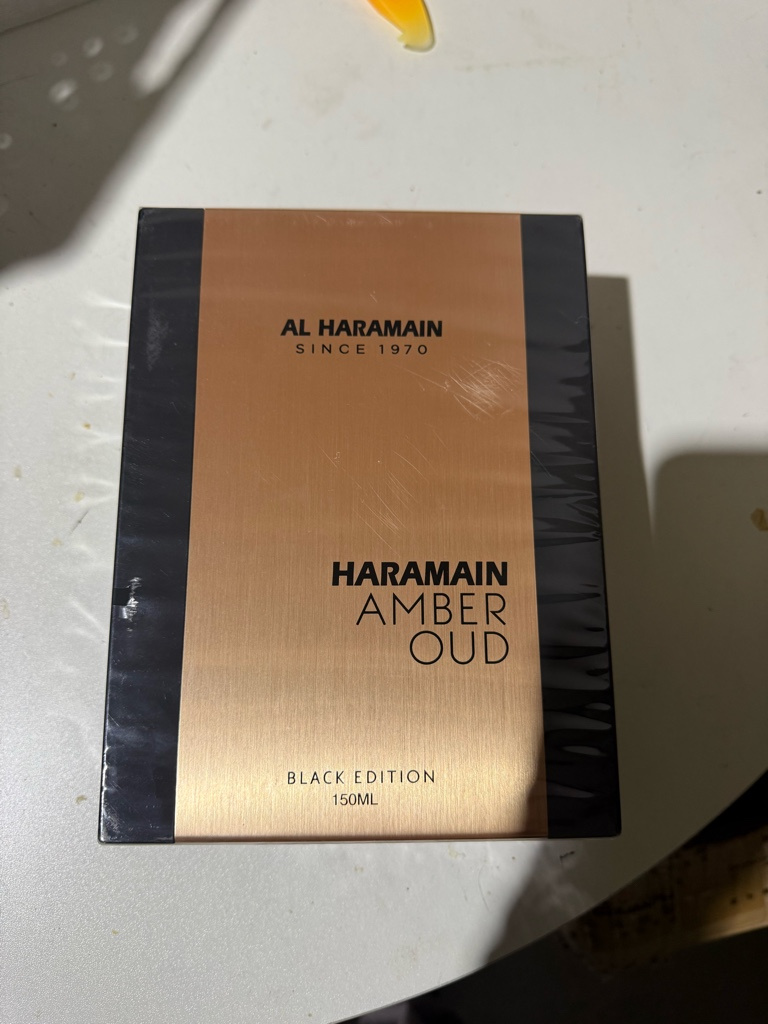 AL HARAMAIN
SINCE 1970
HARAMAIN
AMBER
OUD
BLACK EDITION
150ML